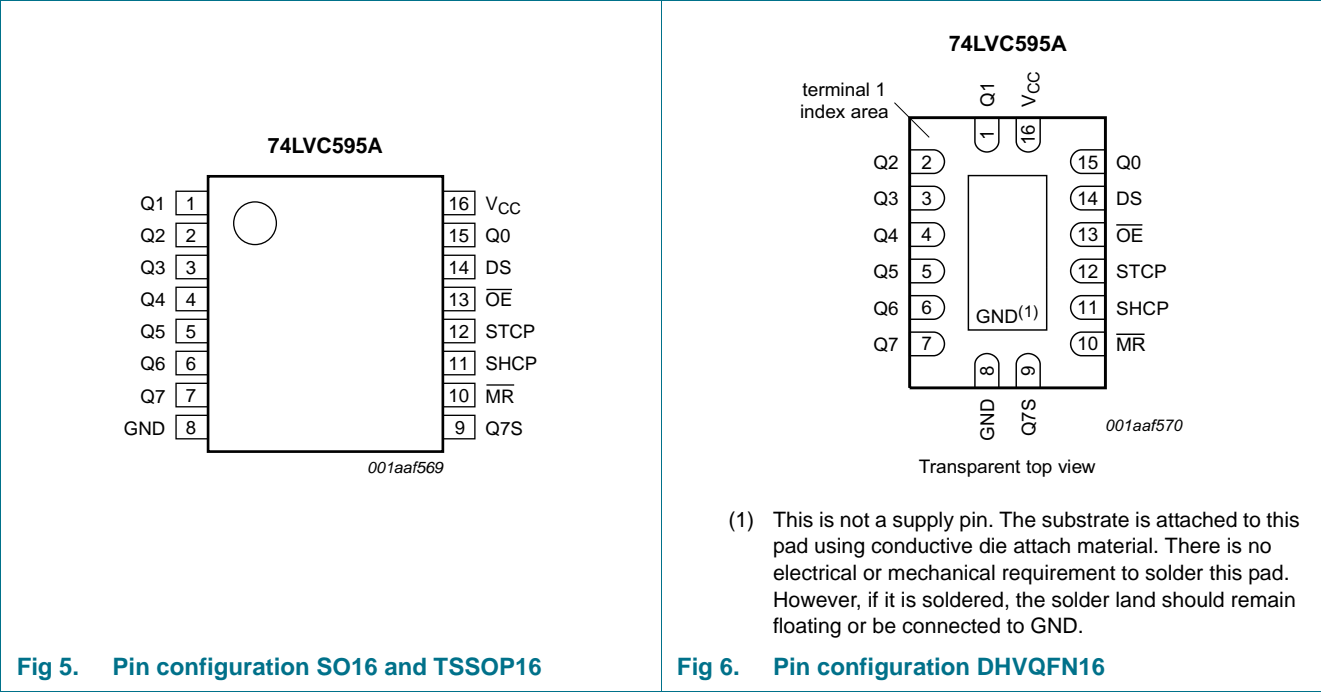 74LVC595A
Q1 1
Q2 2
Q3 3
Q4 4
Q5 5
Q6 6
Q7 7
GND 8
16 VCC
15 Q0
14 DS
13 OE
12 STCP
11 SHCP
10 MR
9 Q7S
001aaf569
Fig 5. Pin configuration SO16 and TSSOP16
74LVC595A
terminal 1
index area
Q1
VCC
1
16
Q2 2
Q3 3
Q4 4
Q5 5
Q6 6
Q7 7
15 Q0
14 DS
13 OE
12 STCP
11 SHCP
10 MR
GND(1)
8
9
GND
Q7S
001aaf570
Transparent top view
(1) This is not a supply pin. The substrate is attached to this
pad using conductive die attach material. There is no
electrical or mechanical requirement to solder this pad.
However, if it is soldered, the solder land should remain
floating or be connected to GND.
Fig 6. Pin configuration DHVQFN16